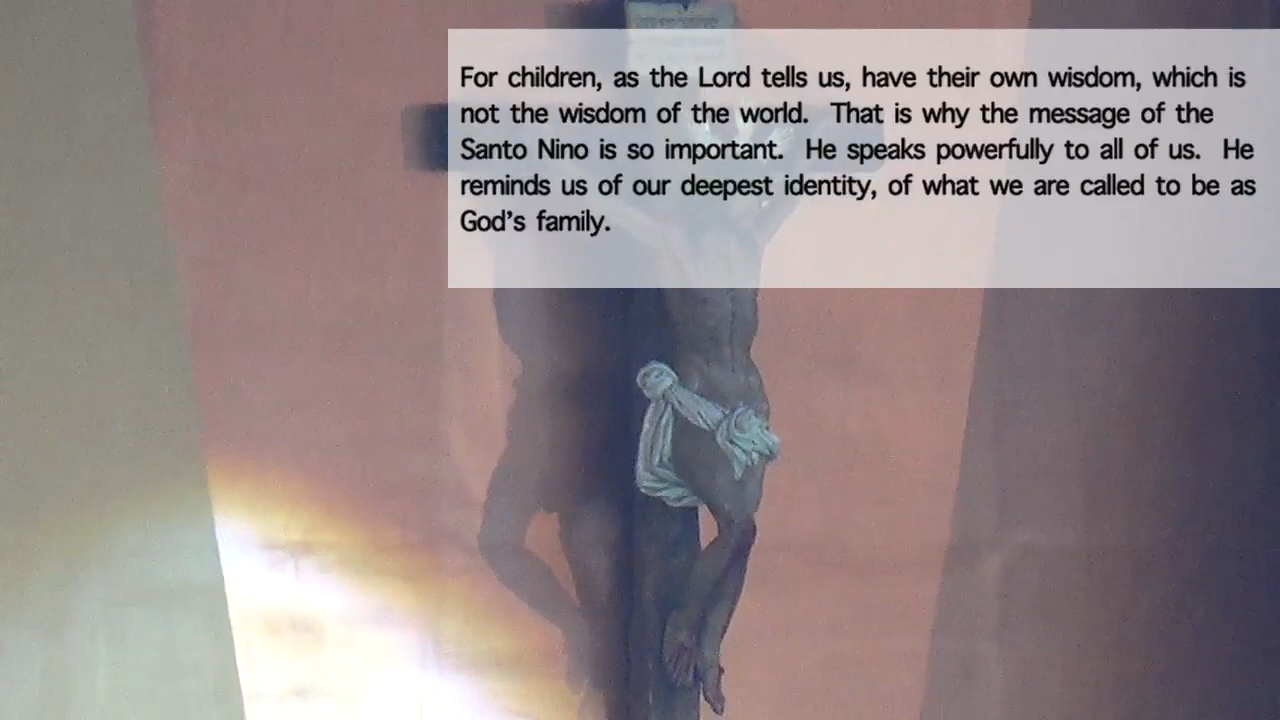 For children, as the Lord tells us, have their own wisdom, which is
not the wisdom of the world.  That is why the message of the
Santo Nino is so important.  He speaks powerfully to all of us.  He
reminds us of our deepest identity, of what we are called to be as
God’s family.